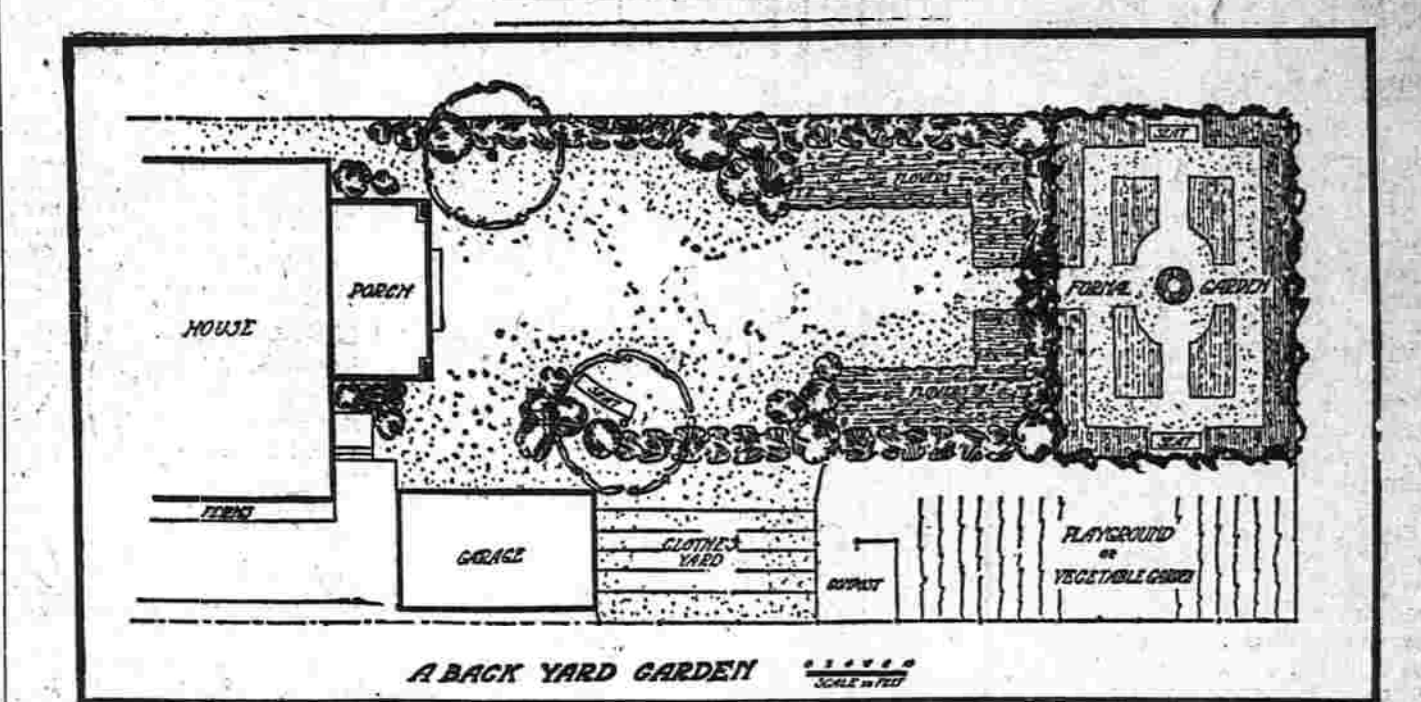 SEAT
FLOWERS
PORCH
HOUSE
FORMAL GARDEN
SEAT
FLOWERS
SEAT
FERNS
GARAGE
CLOTHES
YARD
COMPOST
PLAYGROUND
OR
VEGETABLE GARDEN
A BACK YARD GARDEN
SCALE IN FEET